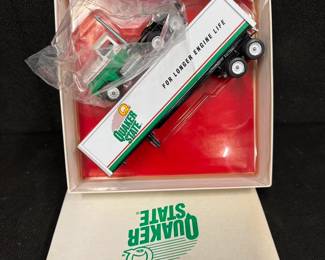 FOR LONGER ENGINE LIFE
QUAKER
STATE
QUAKER
STATE